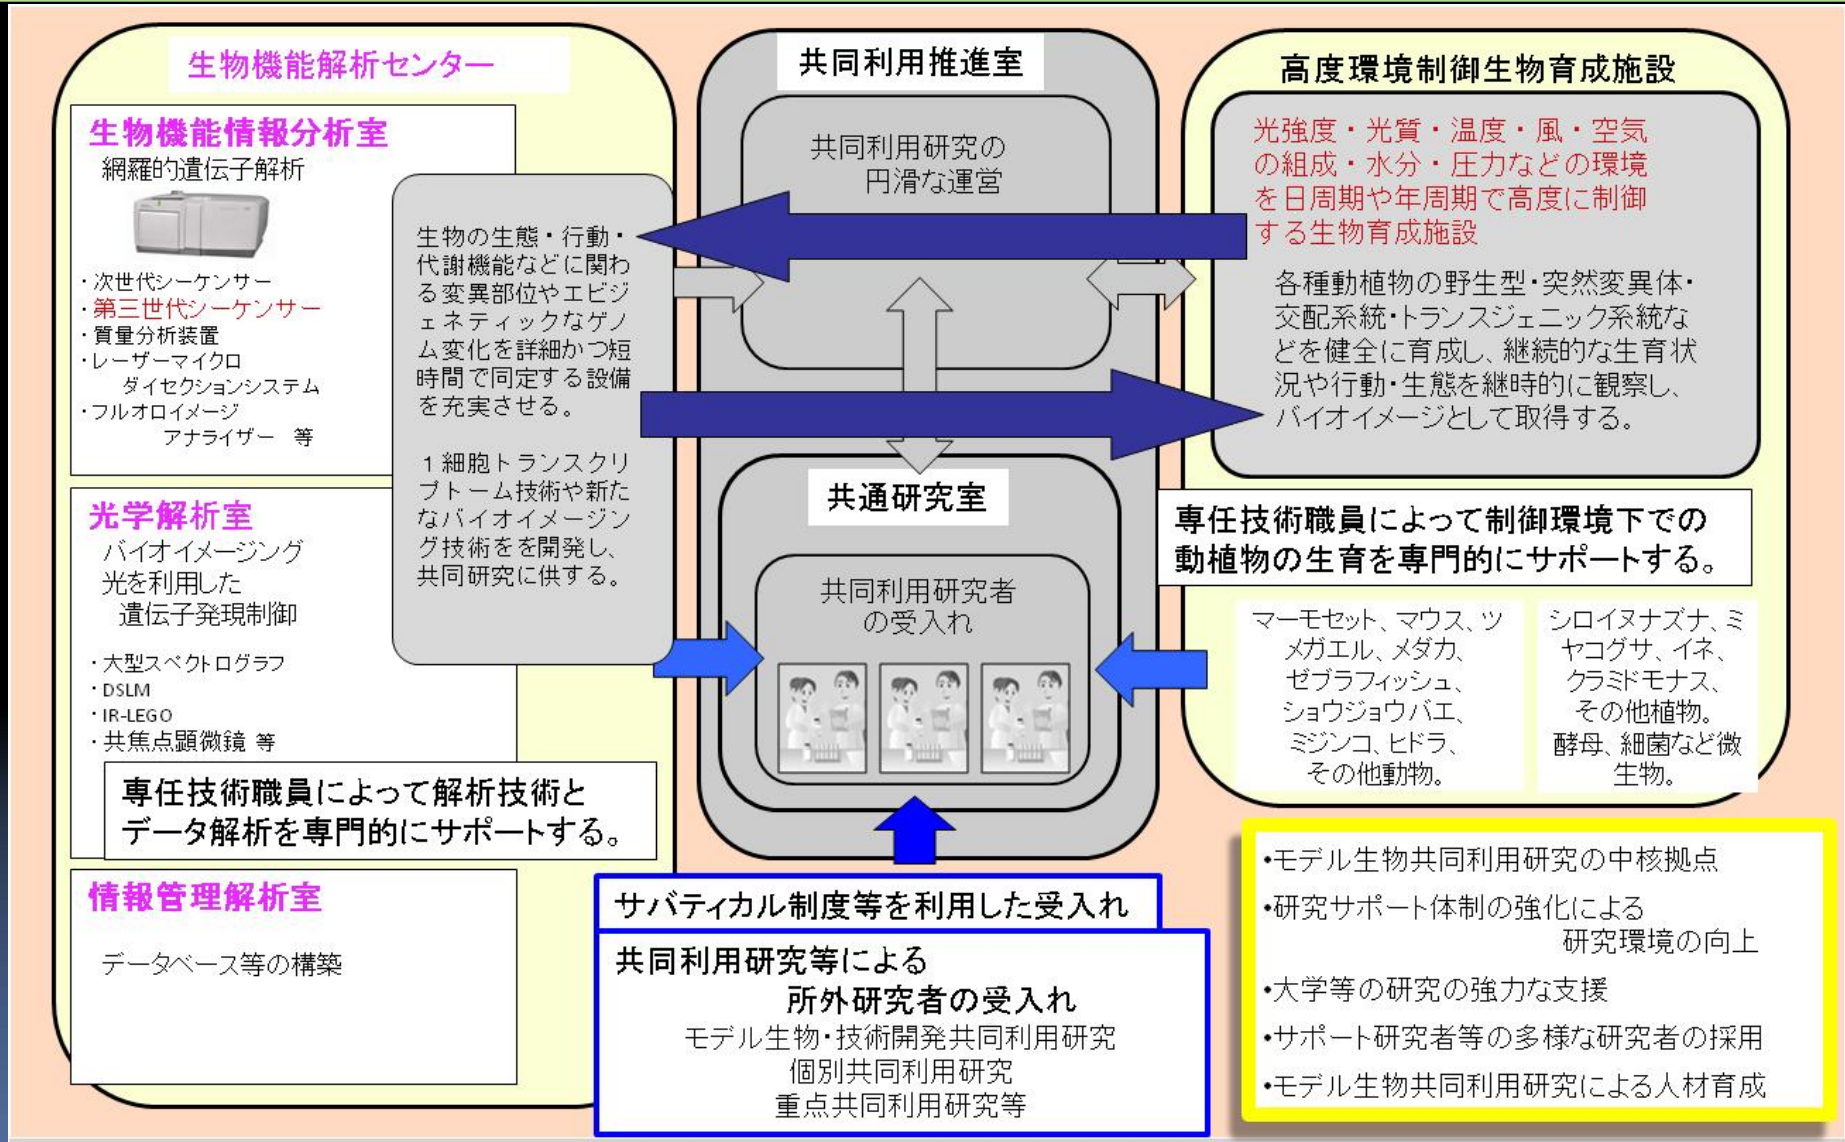 生物機能解析センター
生物機能情報分析室
網羅的遺伝子解析
・次世代シーケンサー
・第三世代シーケンサー
・質量分析装置
・レーザーマイクロ
ダイセクションシステム
・フルオロイメージ
アナライザー 等
光学解析室
バイオイメージング
光を利用した
遺伝子発現制御
・大型スペクトログラフ
・DSLM
・IR-LEGO
・共焦点顕微鏡 等
専任技術職員によって解析技術と
データ解析を専門的にサポートする。
情報管理解析室
データベース等の構築
生物の生態・行動・
代謝機能などに関わ
る変異部位やエピジ
ェネティックなゲノ
ム変化を詳細かつ短
時間で同定する設備
を充実させる。
1細胞トランスクリ
プトーム技術や新た
なバイオイメージン
グ技術をを開発し、
共同研究に供する。
共同利用推進室
共同利用研究の
円滑な運営
共通研究室
共同利用研究者
の受入れ
サバティカル制度等を利用した受入れ
共同利用研究等による
所外研究者の受入れ
モデル生物・技術開発共同利用研究
個別共同利用研究
重点共同利用研究等
高度環境制御生物育成施設
光強度・光質・温度・風・空気
の組成・水分・圧力などの環境
を日周期や年周期で高度に制御
する生物育成施設
各種動植物の野生型・突然変異体・
交配系統・トランスジェニック系統な
どを健全に育成し、継続的な生育状
況や行動・生態を継時的に観察し、
バイオイメージとして取得する。
専任技術職員によって制御環境下での
動植物の生育を専門的にサポートする。
マーモセット、マウス、ツ
メガエル、メダカ、
ゼブラフィッシュ、
ショウジョウバエ、
ミジンコ、ヒドラ、
その他動物。
シロイヌナズナ、ミ
ヤコグサ、イネ、
クラミドモナス、
その他植物。
酵母、細菌など微
生物。
•モデル生物共同利用研究の中核拠点
•研究サポート体制の強化による
研究環境の向上
•大学等の研究の強力な支援
•サポート研究者等の多様な研究者の採用
•モデル生物共同利用研究による人材育成